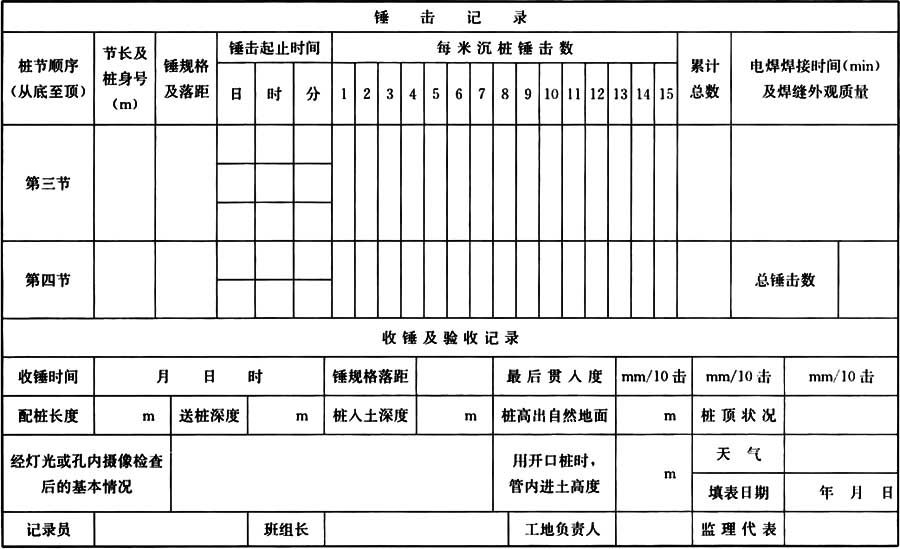 锤 击 记 录
桩节顺序
(从底至顶)
节长及
桩身号
(m)
锤规格
及落距
锤击起止时间
日 时 分
每米沉桩锤击数
1 2 3 4 5 6 7 8 9 10 11 12 13 14 15
累计
总数
电焊焊接时间(min)
及焊缝外观质量
第三节
第四节
总锤击数
收锤及验收记录
收锤时间 月 日 时 锤规格落距 最后贯入度 mm/10击 mm/10击 mm/10击
配桩长度 m 送桩深度 m 桩入土深度 m 桩高出自然地面 m 桩顶状况
经灯光或孔内摄像检查
后的基本情况
用开口桩时，
管内进土高度
m
天 气
填表日期 年 月 日
记录员 班组长 工地负责人 监理代表